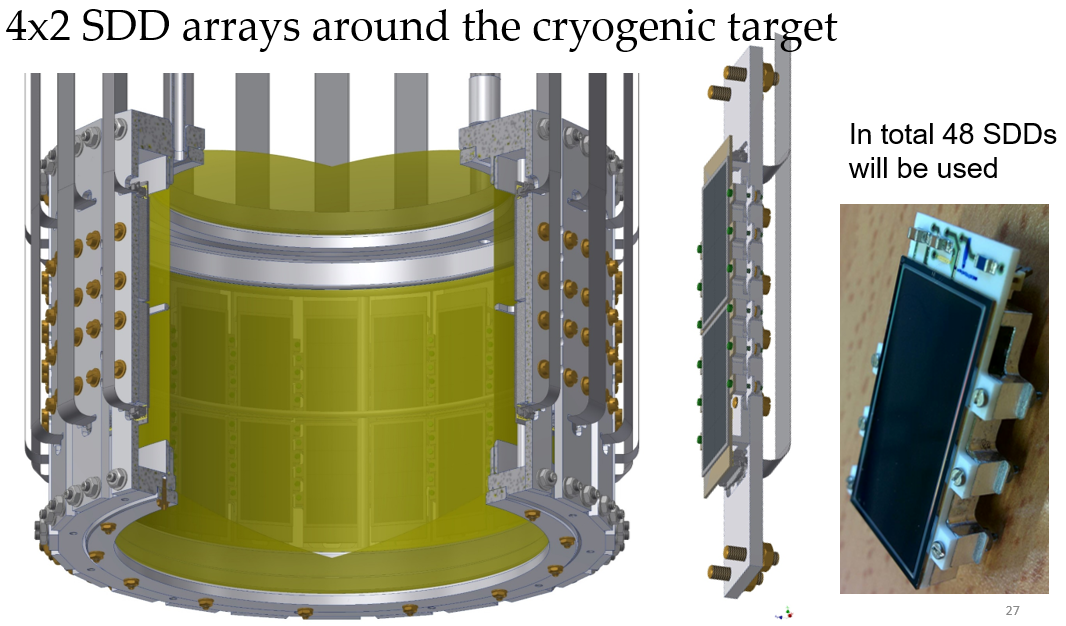 4x2 SDD arrays around the cryogenic target
In total 48 SDDs
will be used
27